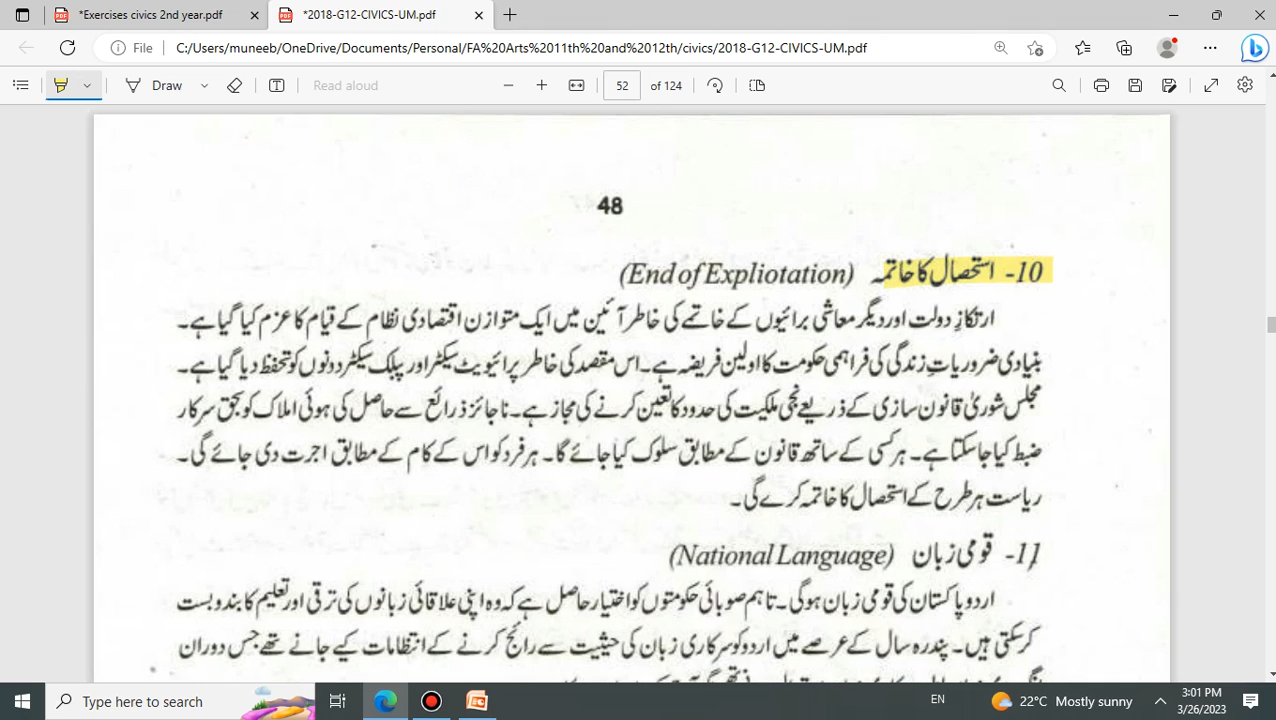 *Exercises civics 2nd year.pdf
*2018-G12-CIVICS-UM.pdf
File
C:/Users/muneeb/OneDrive/Documents/Personal/FA%20Arts%2011th%20and%2012th/civics/2018-G12-CIVICS-UM.pdf
Draw
Read aloud
52 of 124
48
10- استحصال کا خاتمہ (End of Expliotation)
ارتکازِ دولت اور دیگر معاشی برائیوں کے خاتمے کی خاطر آئین میں ایک متوازن اقتصادی نظام کے قیام کا عزم کیا گیا ہے۔
بنیادی ضروریاتِ زندگی کی فراہمی حکومت کا اولین فریضہ ہے۔ اس مقصد کی خاطر پرائیویٹ سیکٹر اور پبلک سیکٹر دونوں کو تحفظ دیا گیا ہے۔
مجلس شوریٰ قانون سازی کے ذریعے نجی ملکیت کی حدود کا تعین کرنے کی مجاز ہے۔ ناجائز ذرائع سے حاصل کی ہوئی املاک کو بحق سرکار
ضبط کیا جا سکتا ہے۔ ہر کسی کے ساتھ قانون کے مطابق سلوک کیا جائے گا۔ ہر فرد کو اس کے کام کے مطابق اجرت دی جائے گی۔
ریاست ہر طرح کے استحصال کا خاتمہ کرے گی۔
11- قومی زبان (National Language)
اردو پاکستان کی قومی زبان ہو گی۔ تاہم صوبائی حکومتوں کو اختیار حاصل ہے کہ وہ اپنی علاقائی زبانوں کی ترقی اور تعلیم کا بندوبست
کر سکتی ہیں۔ پندرہ سال کے عرصے میں اردو کو سرکاری زبان کی حیثیت سے رائج کرنے کے انتظامات کیے جانے تھے جس دوران
Type here to search
EN
22°C Mostly sunny
3:01 PM
3/26/2023